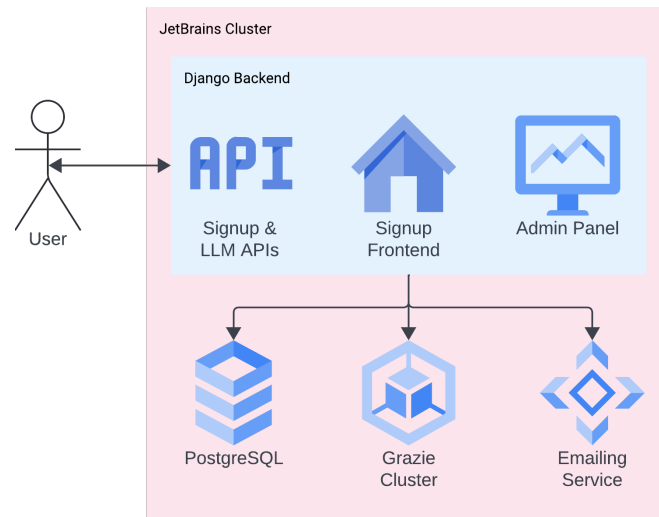 JetBrains Cluster
Django Backend
API
Signup &
LLM APIs
Signup
Frontend
Admin Panel
User
PostgreSQL
Grazie
Cluster
Emailing
Service